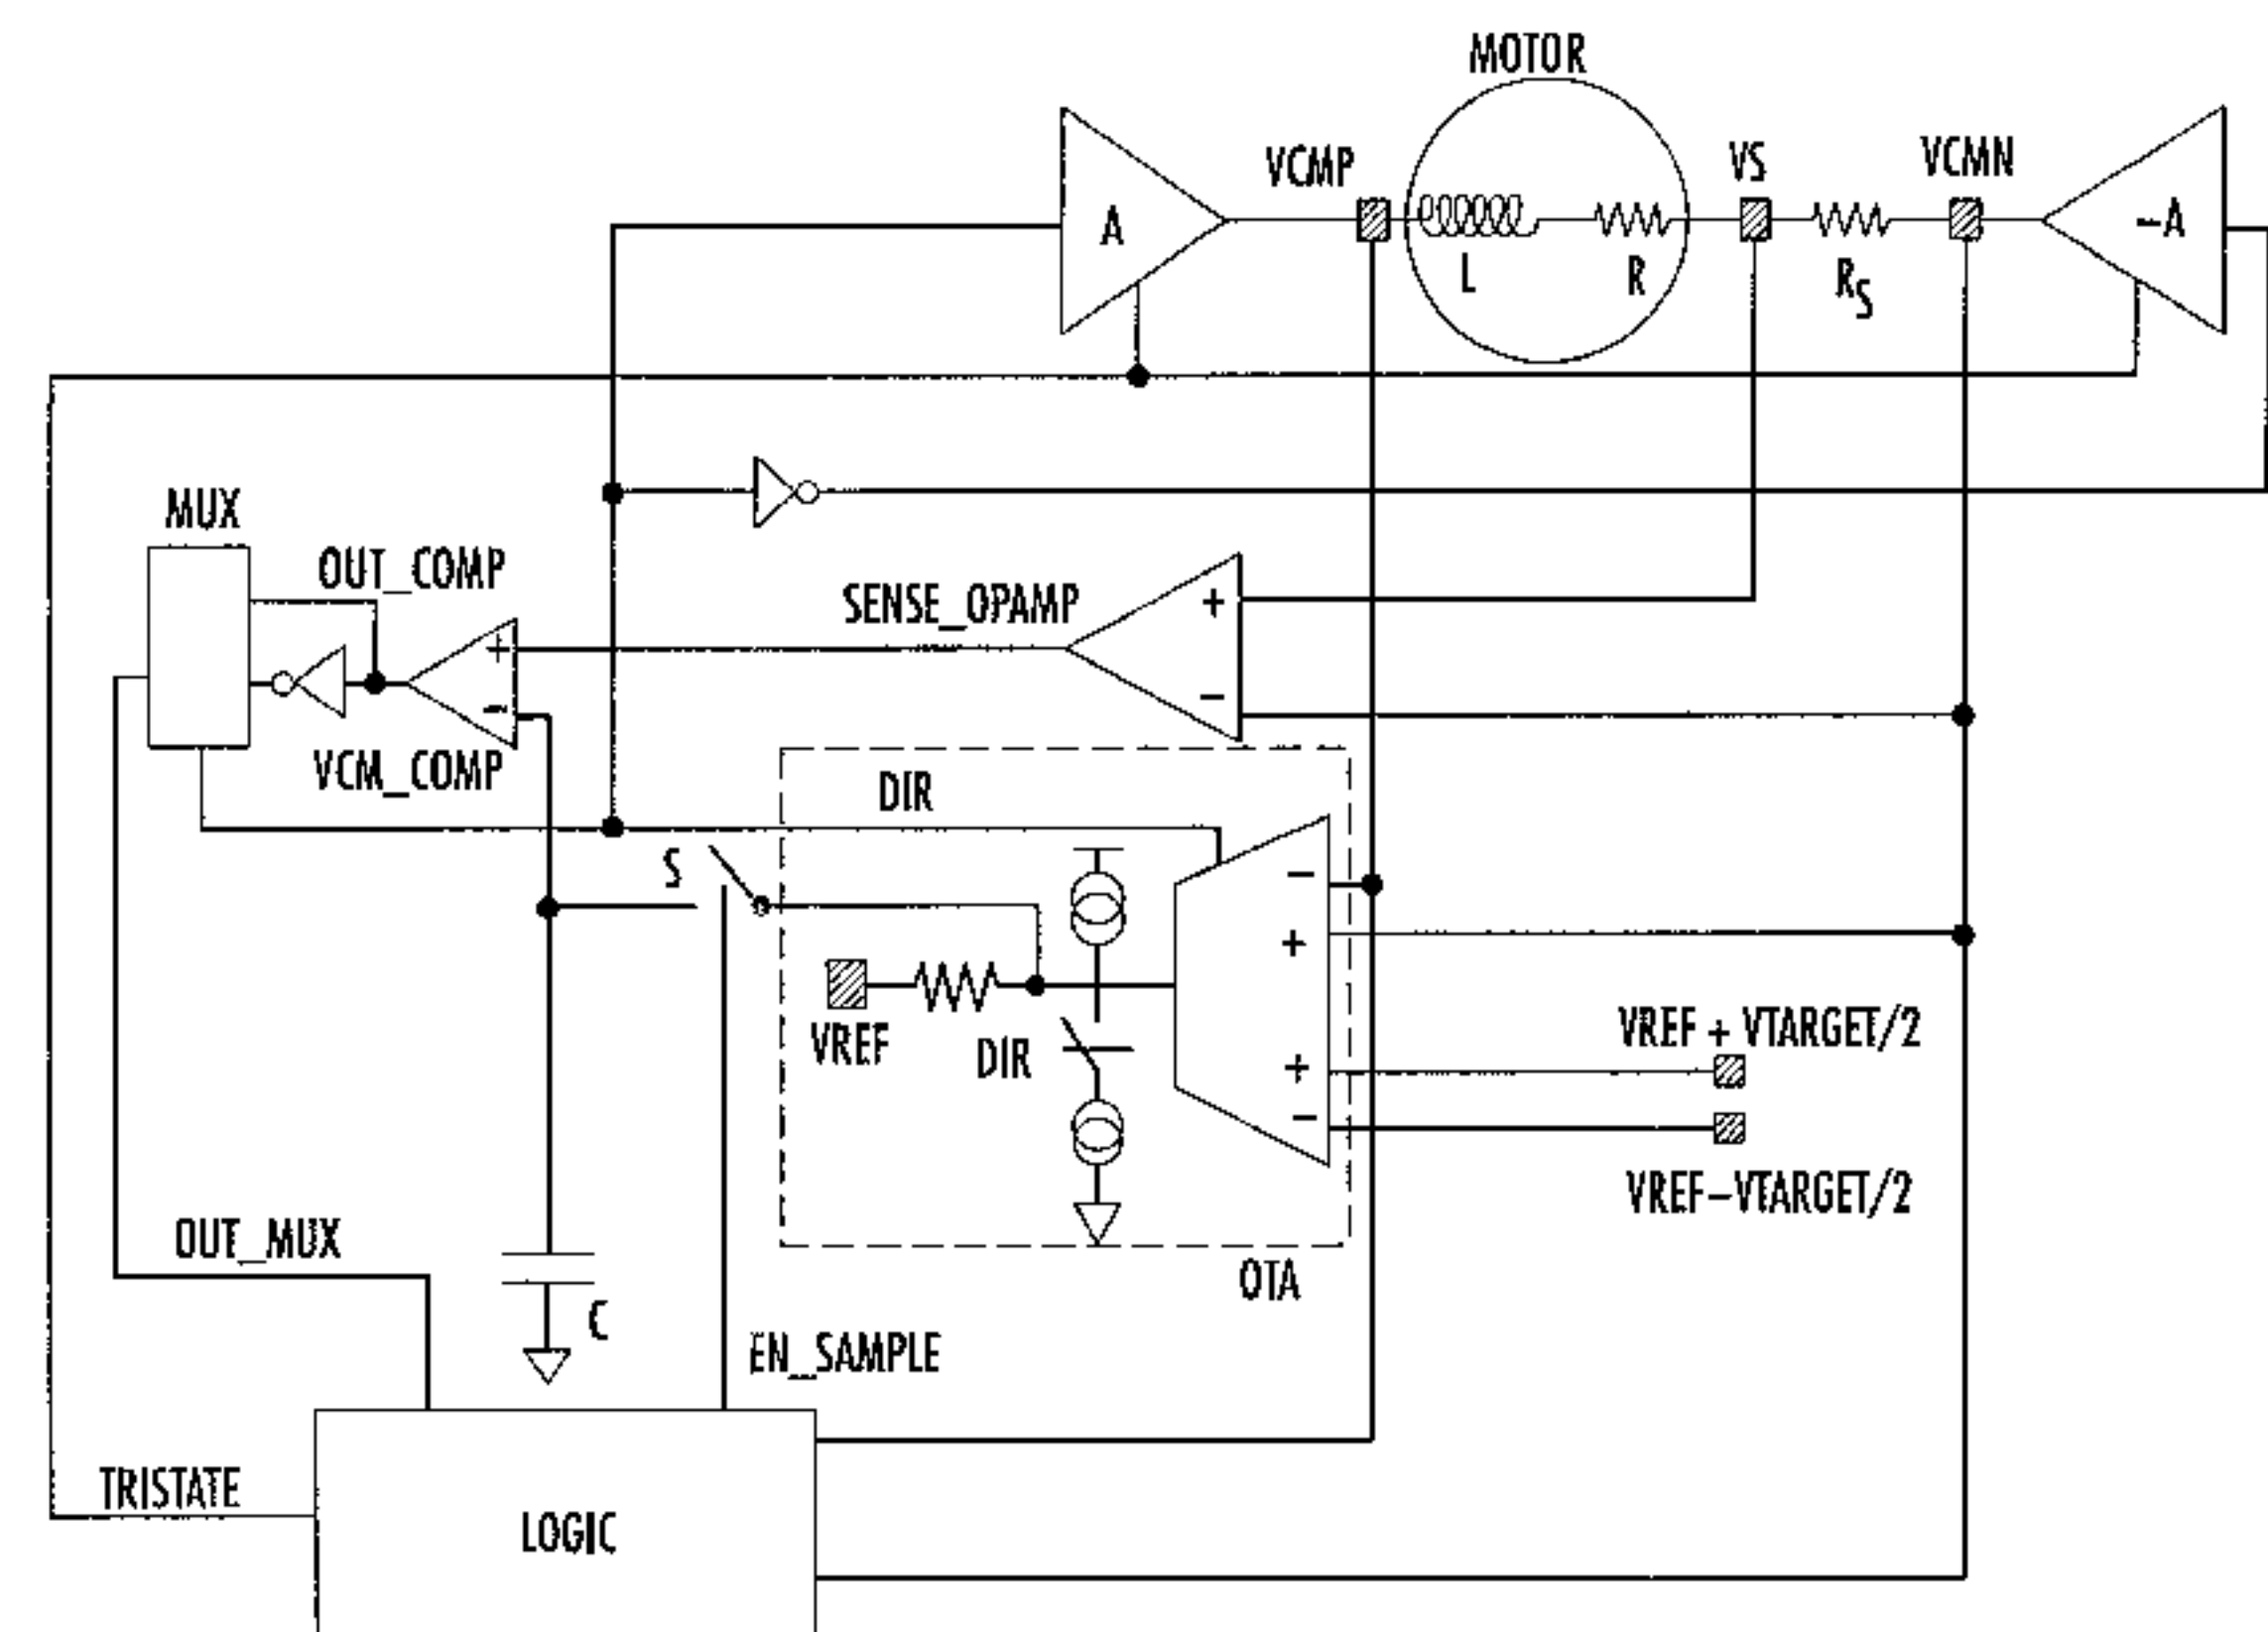 MOTOR
VCMP
VS
VCMN
A
-A
L
R
RS
MUX
OUT_COMP
SENSE_OPAMP
+
-
+
-
VCM_COMP
DIR
S
-
+
VREF
DIR
+
-
VREF + VTARGET/2
VREF-VTARGET/2
OUT_MUX
OTA
C
EN_SAMPLE
TRISTATE
LOGIC